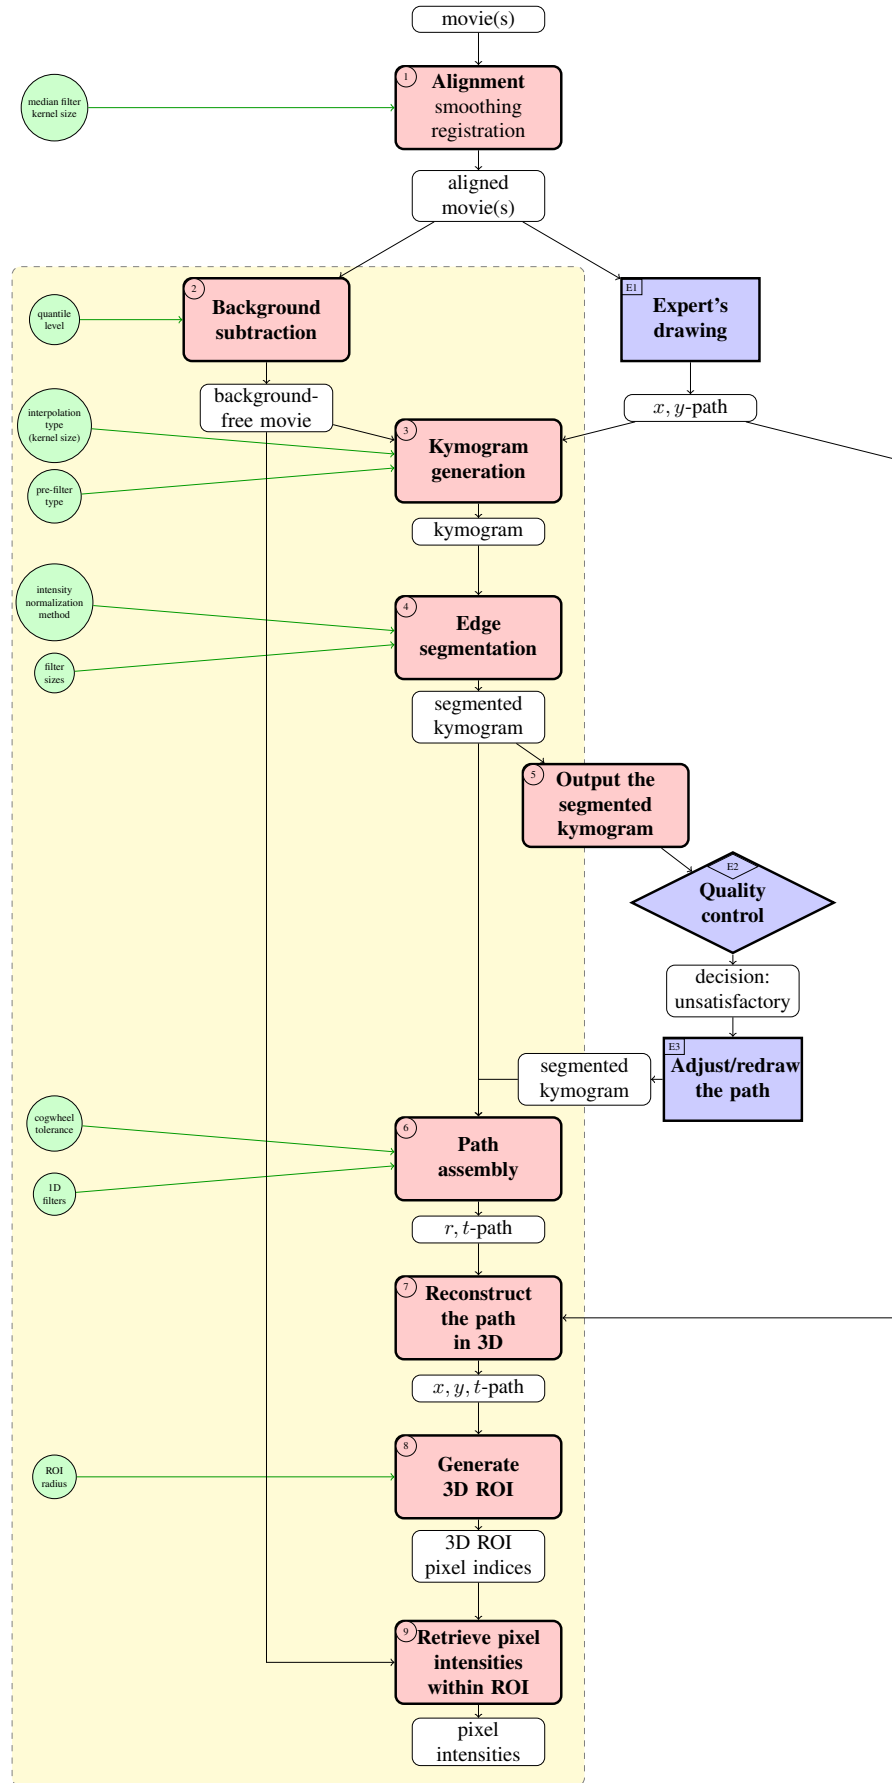 movie(s)
1
Alignment
smoothing
registration
median filter
kernel size
aligned
movie(s)
2
Background
subtraction
quantile
level
E1
Expert's
drawing
background-
free movie
x, y-path
interpolation
type
(kernel size)
3
Kymogram
generation
pre-filter
type
kymogram
intensity
normalization
method
4
Edge
segmentation
filter
sizes
segmented
kymogram
5
Output the
segmented
kymogram
E2
Quality
control
decision:
unsatisfactory
E3
Adjust/redraw
the path
segmented
kymogram
cogwheel
tolerance
6
Path
assembly
1D
filters
r, t-path
7
Reconstruct
the path
in 3D
x, y, t-path
8
Generate
3D ROI
ROI
radius
3D ROI
pixel indices
9
Retrieve pixel
intensities
within ROI
pixel
intensities